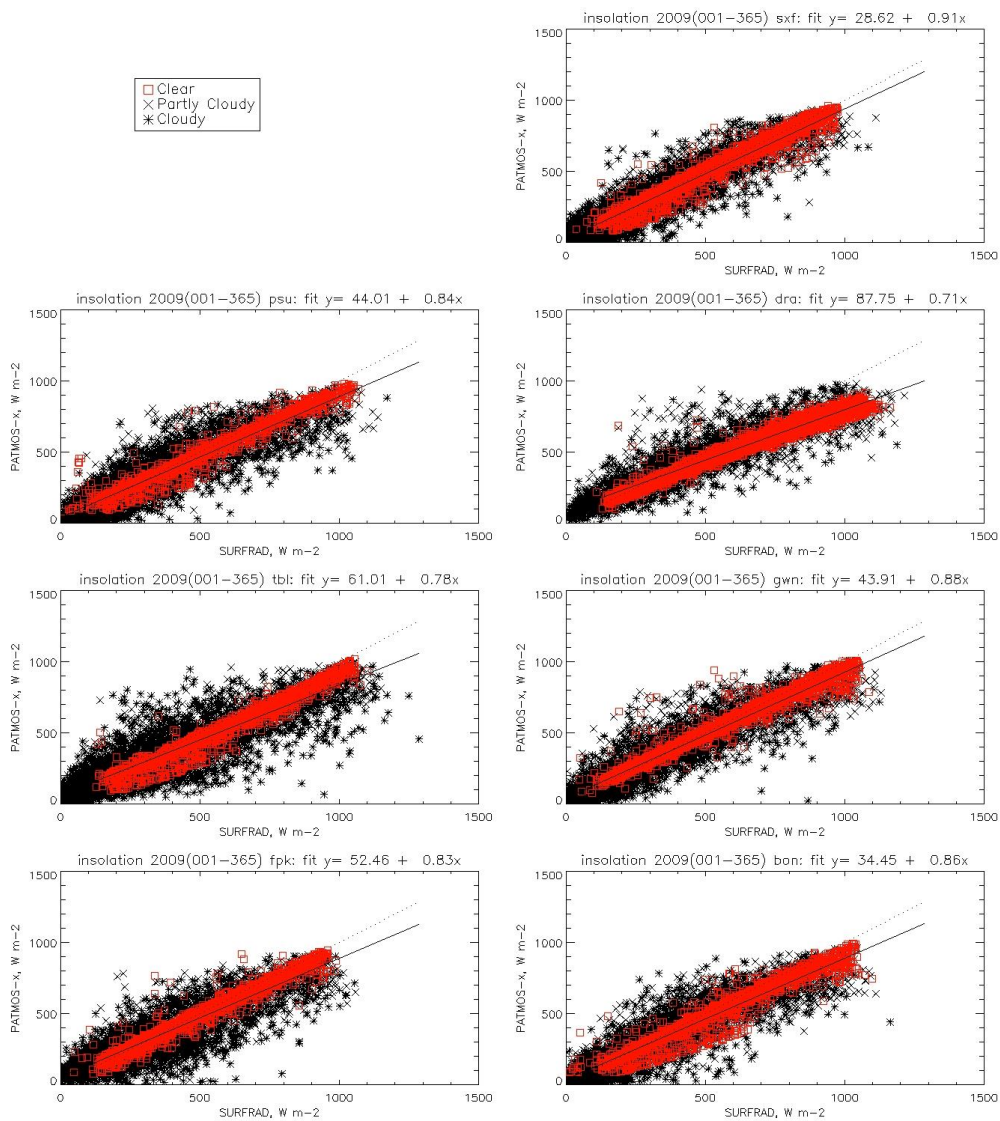 insolation 2009(001-365) sxf: fit y= 28.62 + 0.91x
□ Clear
× Partly Cloudy
✳ Cloudy
1500
1000
500
0
PATMOS-x, W m-2
0 500 1000 1500
SURFRAD, W m-2
insolation 2009(001-365) psu: fit y= 44.01 + 0.84x
1500
1000
500
0
PATMOS-x, W m-2
0 500 1000 1500
SURFRAD, W m-2
insolation 2009(001-365) dra: fit y= 87.75 + 0.71x
1500
1000
500
0
PATMOS-x, W m-2
0 500 1000 1500
SURFRAD, W m-2
insolation 2009(001-365) tbl: fit y= 61.01 + 0.78x
1500
1000
500
0
PATMOS-x, W m-2
0 500 1000 1500
SURFRAD, W m-2
insolation 2009(001-365) gwn: fit y= 43.91 + 0.88x
1500
1000
500
0
PATMOS-x, W m-2
0 500 1000 1500
SURFRAD, W m-2
insolation 2009(001-365) fpk: fit y= 52.46 + 0.83x
1500
1000
500
0
PATMOS-x, W m-2
0 500 1000 1500
SURFRAD, W m-2
insolation 2009(001-365) bon: fit y= 34.45 + 0.86x
1500
1000
500
0
PATMOS-x, W m-2
0 500 1000 1500
SURFRAD, W m-2